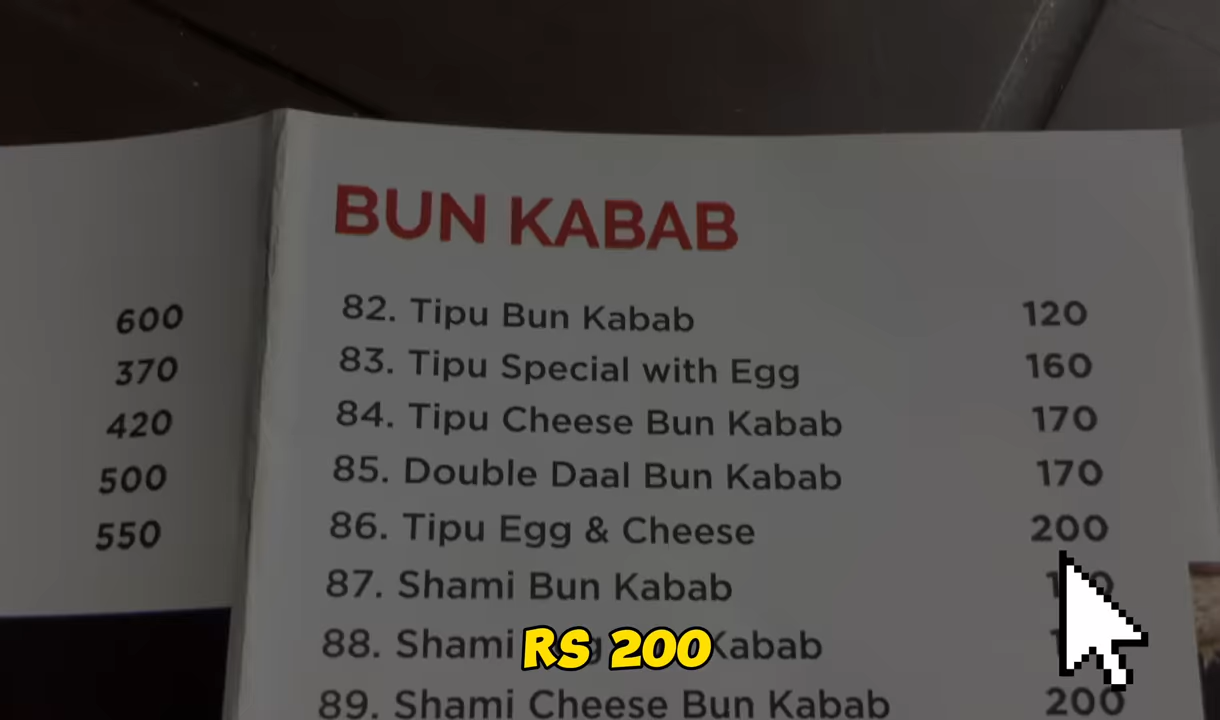 600
370
420
500
550
BUN KABAB
82. Tipu Bun Kabab 120
83. Tipu Special with Egg 160
84. Tipu Cheese Bun Kabab 170
85. Double Daal Bun Kabab 170
86. Tipu Egg & Cheese 200
87. Shami Bun Kabab
88. Shami Kabab
89. Shami Cheese Bun Kabab 200
RS 200